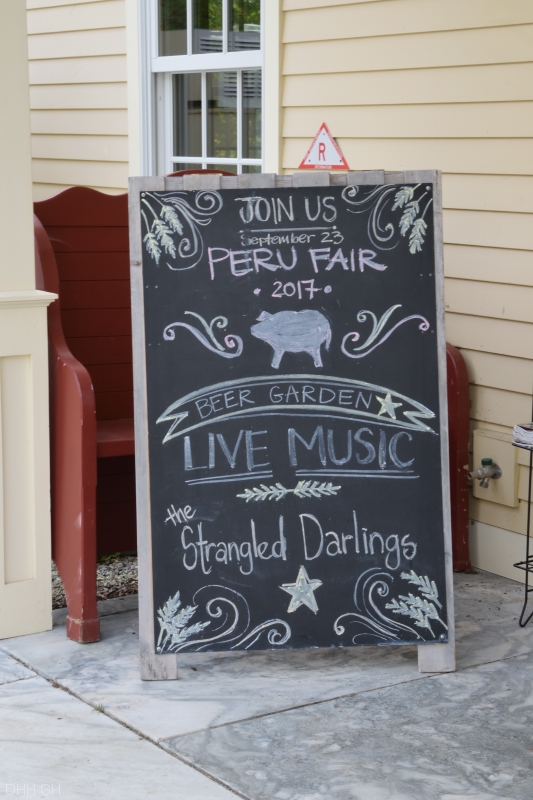 R
JOIN US
September 23
PERU FAIR
• 2017 •
BEER GARDEN
LIVE MUSIC
the
Strangled Darlings